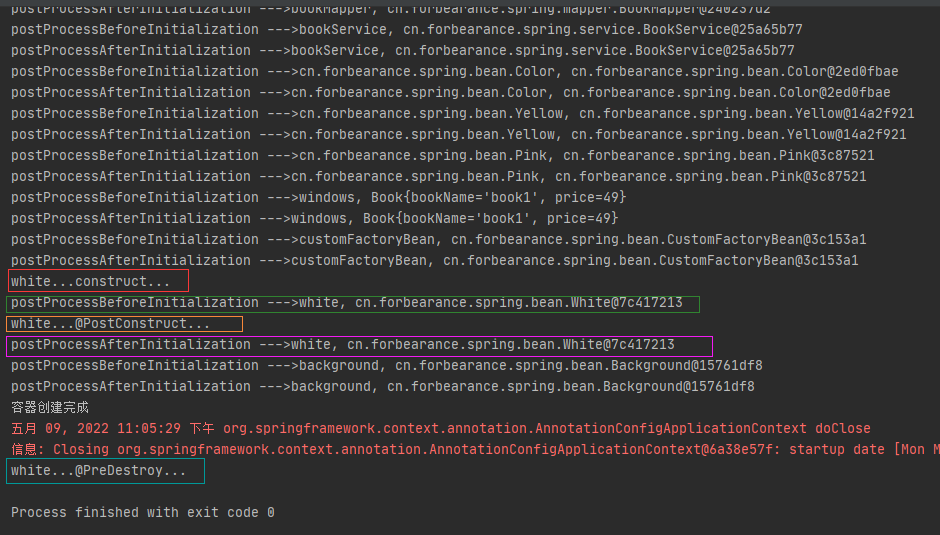 postProcessAfterInitialization --->bookMapper, cn.forbearance.spring.mapper.BookMapper@240237d2
postProcessBeforeInitialization --->bookService, cn.forbearance.spring.service.BookService@25a65b77
postProcessAfterInitialization --->bookService, cn.forbearance.spring.service.BookService@25a65b77
postProcessBeforeInitialization --->cn.forbearance.spring.bean.Color, cn.forbearance.spring.bean.Color@2ed0fbae
postProcessAfterInitialization --->cn.forbearance.spring.bean.Color, cn.forbearance.spring.bean.Color@2ed0fbae
postProcessBeforeInitialization --->cn.forbearance.spring.bean.Yellow, cn.forbearance.spring.bean.Yellow@14a2f921
postProcessAfterInitialization --->cn.forbearance.spring.bean.Yellow, cn.forbearance.spring.bean.Yellow@14a2f921
postProcessBeforeInitialization --->cn.forbearance.spring.bean.Pink, cn.forbearance.spring.bean.Pink@3c87521
postProcessAfterInitialization --->cn.forbearance.spring.bean.Pink, cn.forbearance.spring.bean.Pink@3c87521
postProcessBeforeInitialization --->windows, Book{bookName='book1', price=49}
postProcessAfterInitialization --->windows, Book{bookName='book1', price=49}
postProcessBeforeInitialization --->customFactoryBean, cn.forbearance.spring.bean.CustomFactoryBean@3c153a1
postProcessAfterInitialization --->customFactoryBean, cn.forbearance.spring.bean.CustomFactoryBean@3c153a1
white...construct...
postProcessBeforeInitialization --->white, cn.forbearance.spring.bean.White@7c417213
white...@PostConstruct...
postProcessAfterInitialization --->white, cn.forbearance.spring.bean.White@7c417213
postProcessBeforeInitialization --->background, cn.forbearance.spring.bean.Background@15761df8
postProcessAfterInitialization --->background, cn.forbearance.spring.bean.Background@15761df8
容器创建完成
五月 09, 2022 11:05:29 下午 org.springframework.context.annotation.AnnotationConfigApplicationContext doClose
信息: Closing org.springframework.context.annotation.AnnotationConfigApplicationContext@6a38e57f: startup date [Mon M
white...@PreDestroy...
Process finished with exit code 0